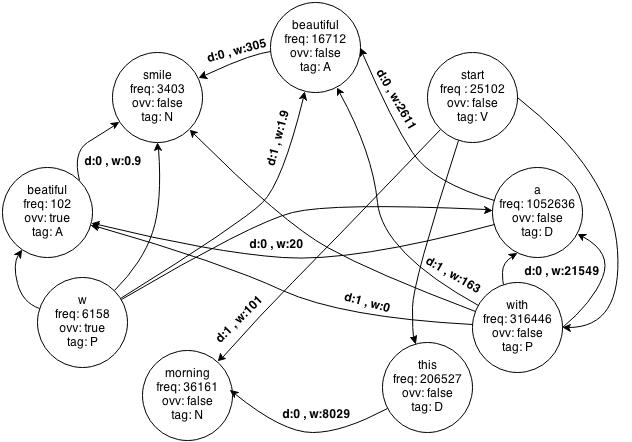 beautiful
freq: 16712
ovv: false
tag: A
smile
freq: 3403
ovv: false
tag: N
start
freq : 25102
ovv: false
tag: V
d:0 , w:305
d:0 , w:2611
d:1 , w:1.9
d:0 , w:0.9
beatiful
freq: 102
ovv: true
tag: A
a
freq: 1052636
ovv: false
tag: D
d:0 , w:20
d:1 , w:163
d:0 , w:21549
d:1 , w:0
w
freq: 6158
ovv: true
tag: P
with
freq: 316446
ovv: false
tag: P
d:1 , w:101
morning
freq: 36161
ovv: false
tag: N
this
freq: 206527
ovv: false
tag: D
d:0 , w:8029